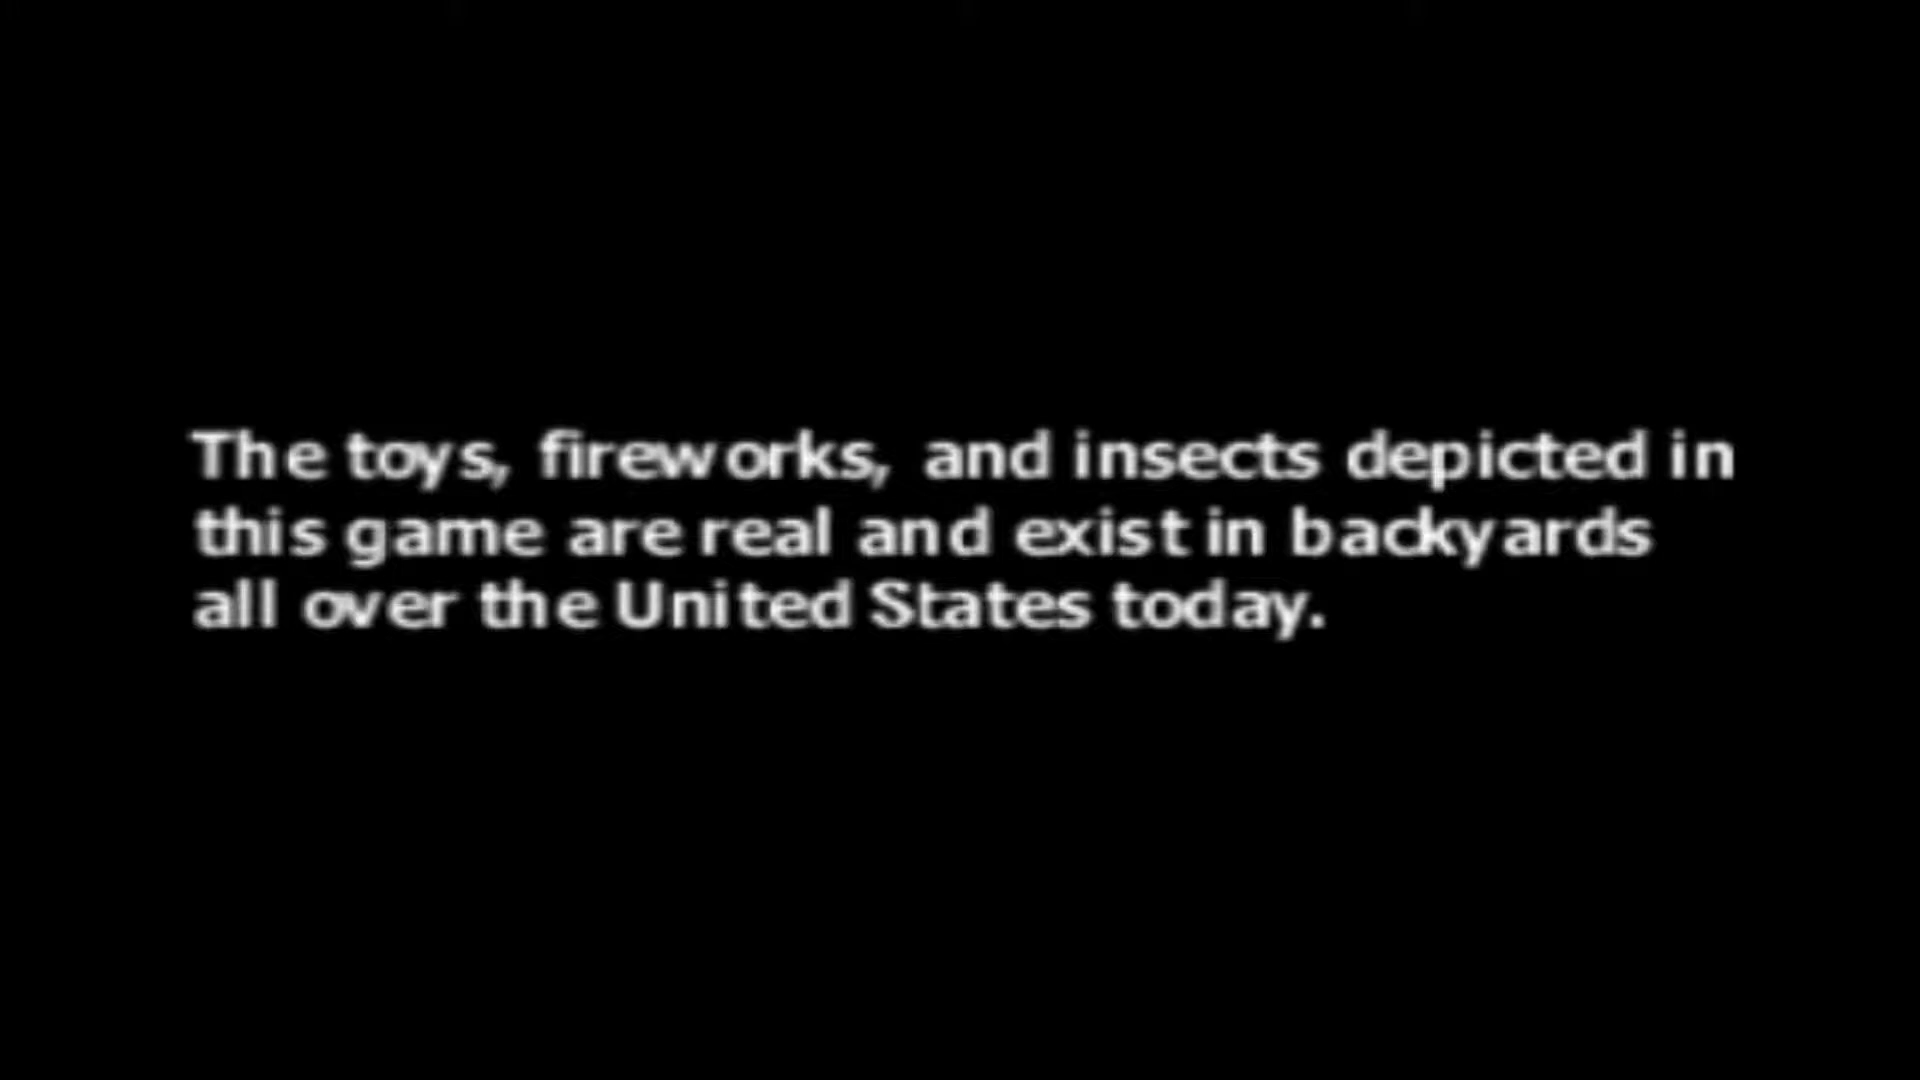 The toys, fireworks, and insects depicted in
this game are real and exist in backyards
all over the United States today.